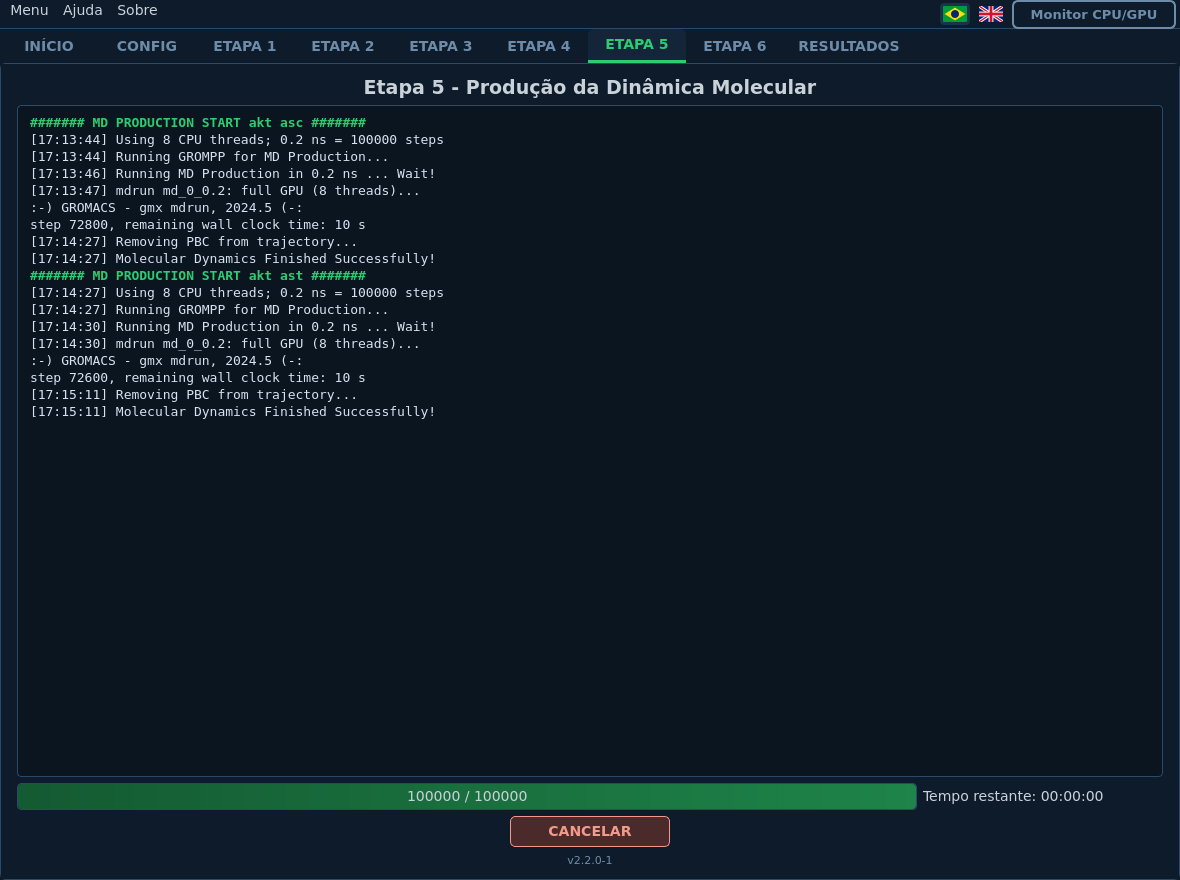 Menu Ajuda Sobre
Monitor CPU/GPU
INÍCIO CONFIG ETAPA 1 ETAPA 2 ETAPA 3 ETAPA 4 ETAPA 5 ETAPA 6 RESULTADOS
Etapa 5 - Produção da Dinâmica Molecular
####### MD PRODUCTION START akt asc #######
[17:13:44] Using 8 CPU threads; 0.2 ns = 100000 steps
[17:13:44] Running GROMPP for MD Production...
[17:13:46] Running MD Production in 0.2 ns ... Wait!
[17:13:47] mdrun md_0_0.2: full GPU (8 threads)...
:-) GROMACS - gmx mdrun, 2024.5 (-:
step 72800, remaining wall clock time: 10 s
[17:14:27] Removing PBC from trajectory...
[17:14:27] Molecular Dynamics Finished Successfully!
####### MD PRODUCTION START akt ast #######
[17:14:27] Using 8 CPU threads; 0.2 ns = 100000 steps
[17:14:27] Running GROMPP for MD Production...
[17:14:30] Running MD Production in 0.2 ns ... Wait!
[17:14:30] mdrun md_0_0.2: full GPU (8 threads)...
:-) GROMACS - gmx mdrun, 2024.5 (-:
step 72600, remaining wall clock time: 10 s
[17:15:11] Removing PBC from trajectory...
[17:15:11] Molecular Dynamics Finished Successfully!
100000 / 100000 Tempo restante: 00:00:00
CANCELAR
v2.2.0-1